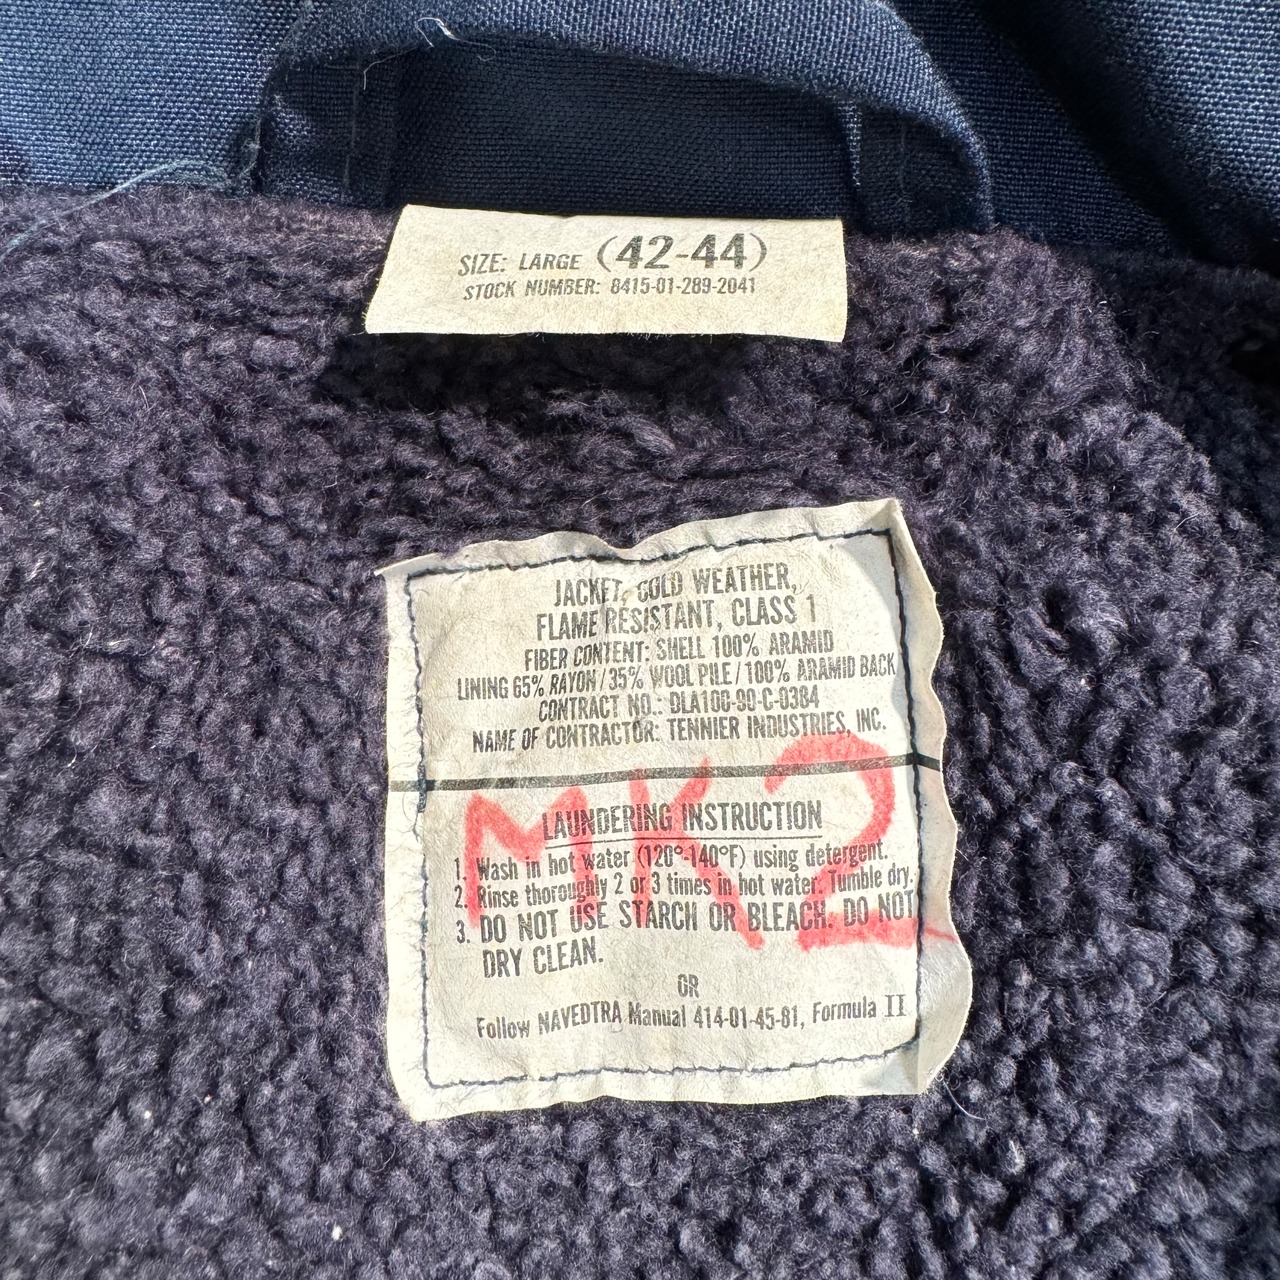 SIZE: LARGE (42-44)
STOCK NUMBER: 8415-01-289-2041
JACKET, COLD WEATHER,
FLAME RESISTANT, CLASS 1
FIBER CONTENT: SHELL 100% ARAMID
LINING 65% RAYON/35% WOOL PILE/100% ARAMID BACK
CONTRACT NO.: DLA100-90-C-0384
NAME OF CONTRACTOR: TENNIER INDUSTRIES, INC.
MK2
LAUNDERING INSTRUCTION
1. Wash in hot water (120°-140°F) using detergent.
2. Rinse thoroughly 2 or 3 times in hot water. Tumble dry.
3. DO NOT USE STARCH OR BLEACH. DO NOT
DRY CLEAN.
OR
Follow NAVEDTRA Manual 414-01-45-81, Formula II